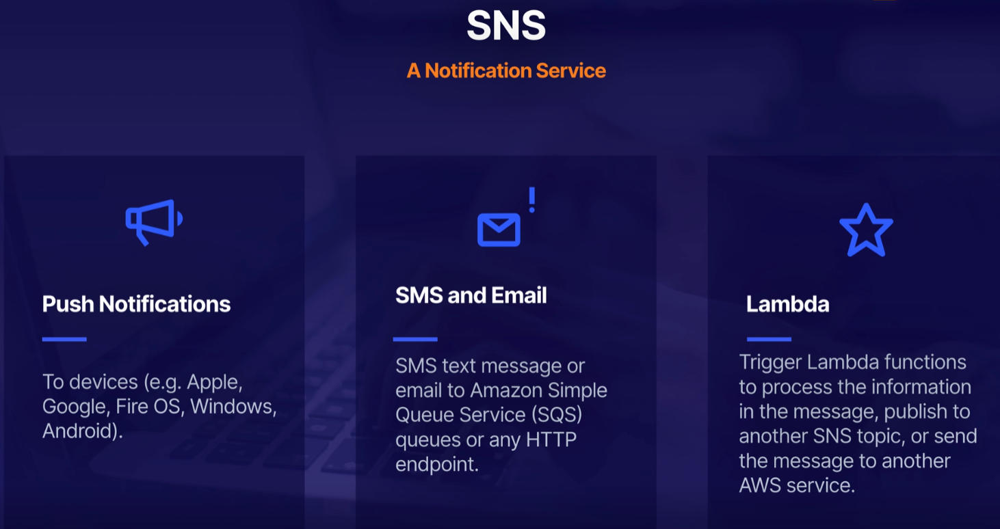 SNS
A Notification Service
Push Notifications
To devices (e.g. Apple,
Google, Fire OS, Windows,
Android).
SMS and Email
SMS text message or
email to Amazon Simple
Queue Service (SQS)
queues or any HTTP
endpoint.
Lambda
Trigger Lambda functions
to process the information
in the message, publish to
another SNS topic, or send
the message to another
AWS service.